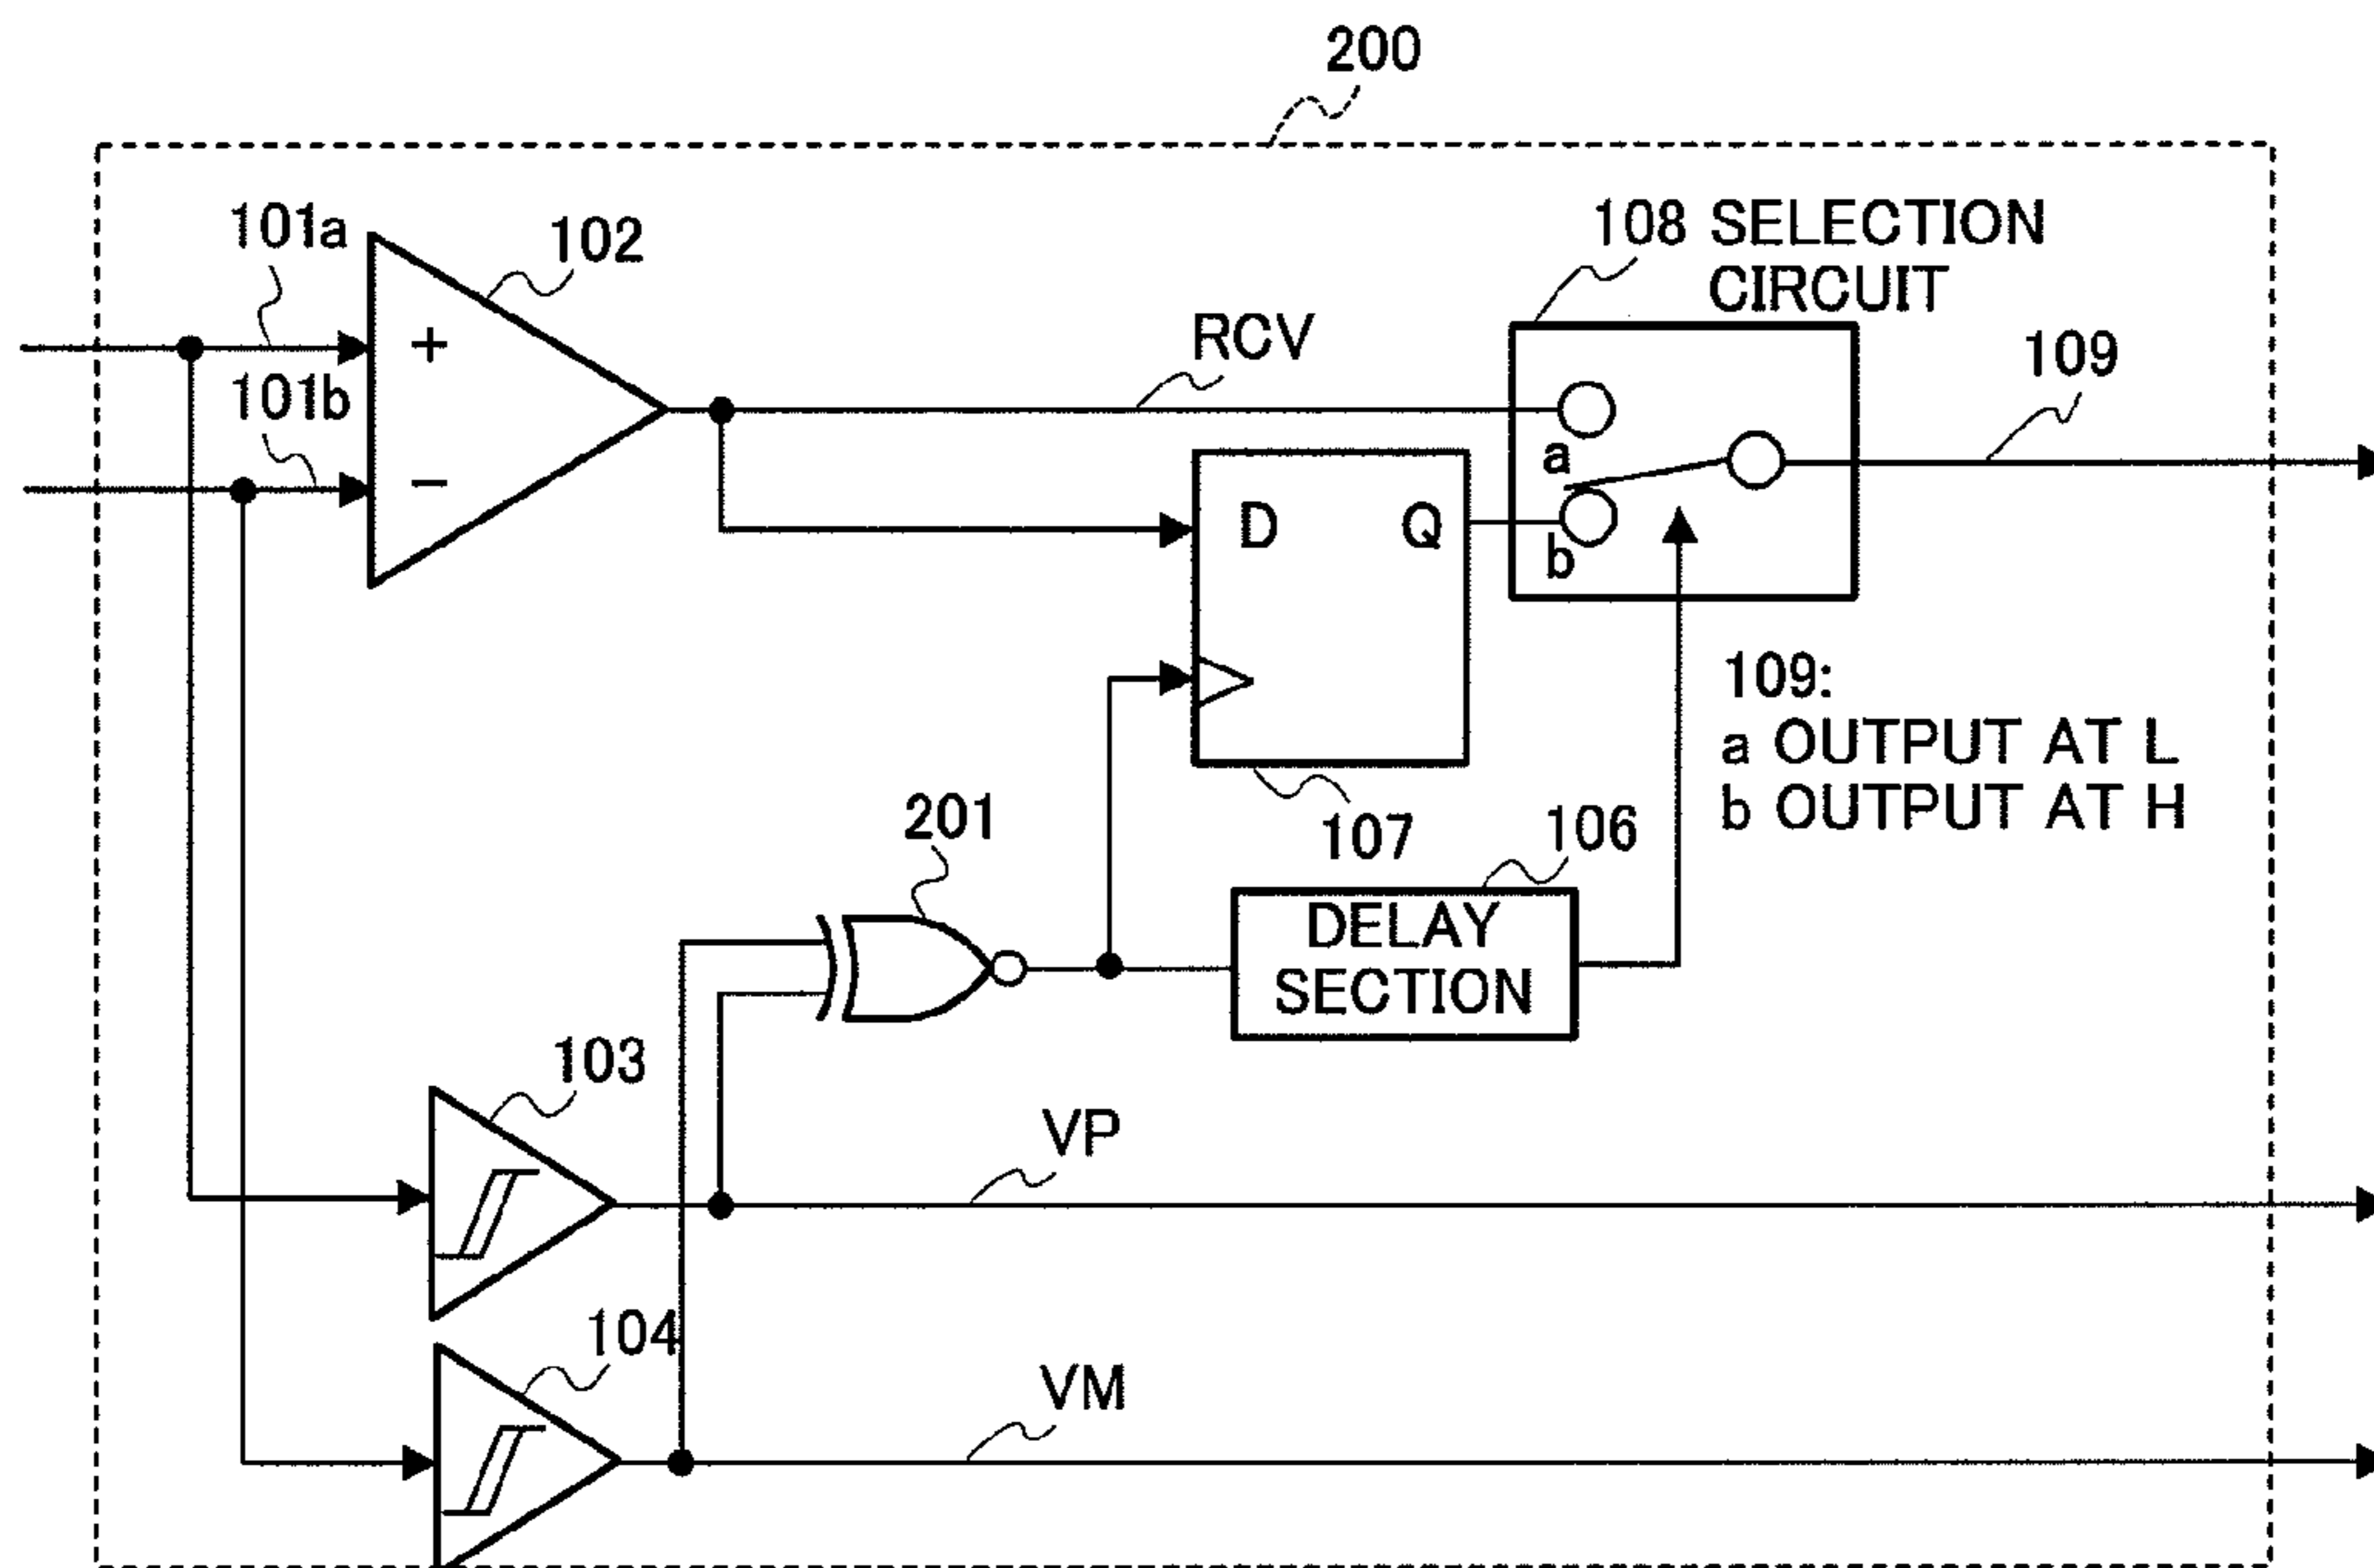 200
101a
102
108 SELECTION
CIRCUIT
+
RCV
109
101b
a
−
D
Q
b
109:
a OUTPUT AT L
b OUTPUT AT H
201
107
106
DELAY
SECTION
103
VP
104
VM